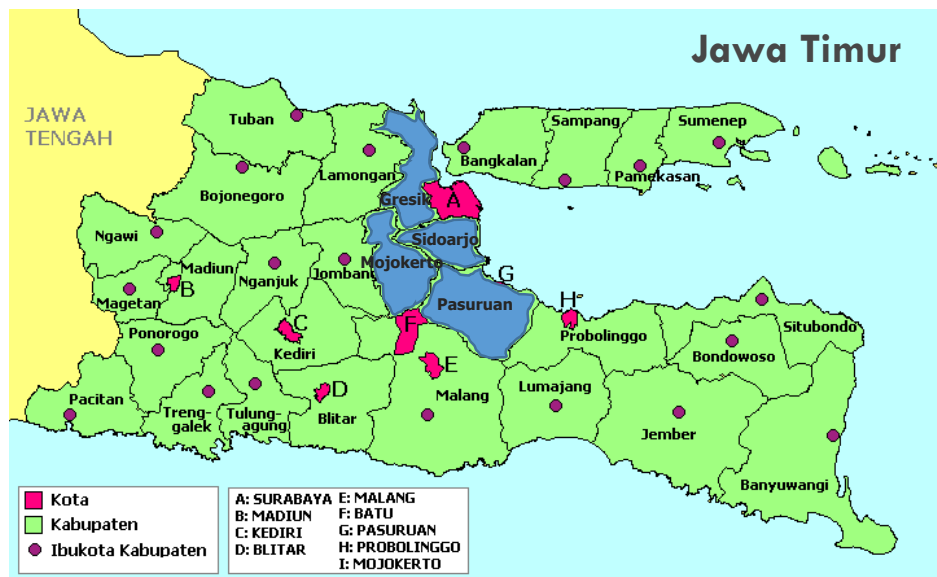 Jawa Timur
JAWA
TENGAH
Tuban
Sampang
Sumenep
Bangkalan
Lamongan
Pamekasan
Bojonegoro
Gresik
A
Ngawi
Sidoarjo
Madiun
Mojokerto
Jombang
Nganjuk
G
B
Magetan
Pasuruan
H
Ponorogo
C
F
Kediri
Probolinggo
Situbondo
Bondowoso
E
D
Pacitan
Treng-
galek
Tulung-
agung
Blitar
Malang
Lumajang
Jember
Banyuwangi
Kota
Kabupaten
Ibukota Kabupaten
A: SURABAYA E: MALANG
B: MADIUN F: BATU
C: KEDIRI G: PASURUAN
D: BLITAR H: PROBOLINGGO
I: MOJOKERTO